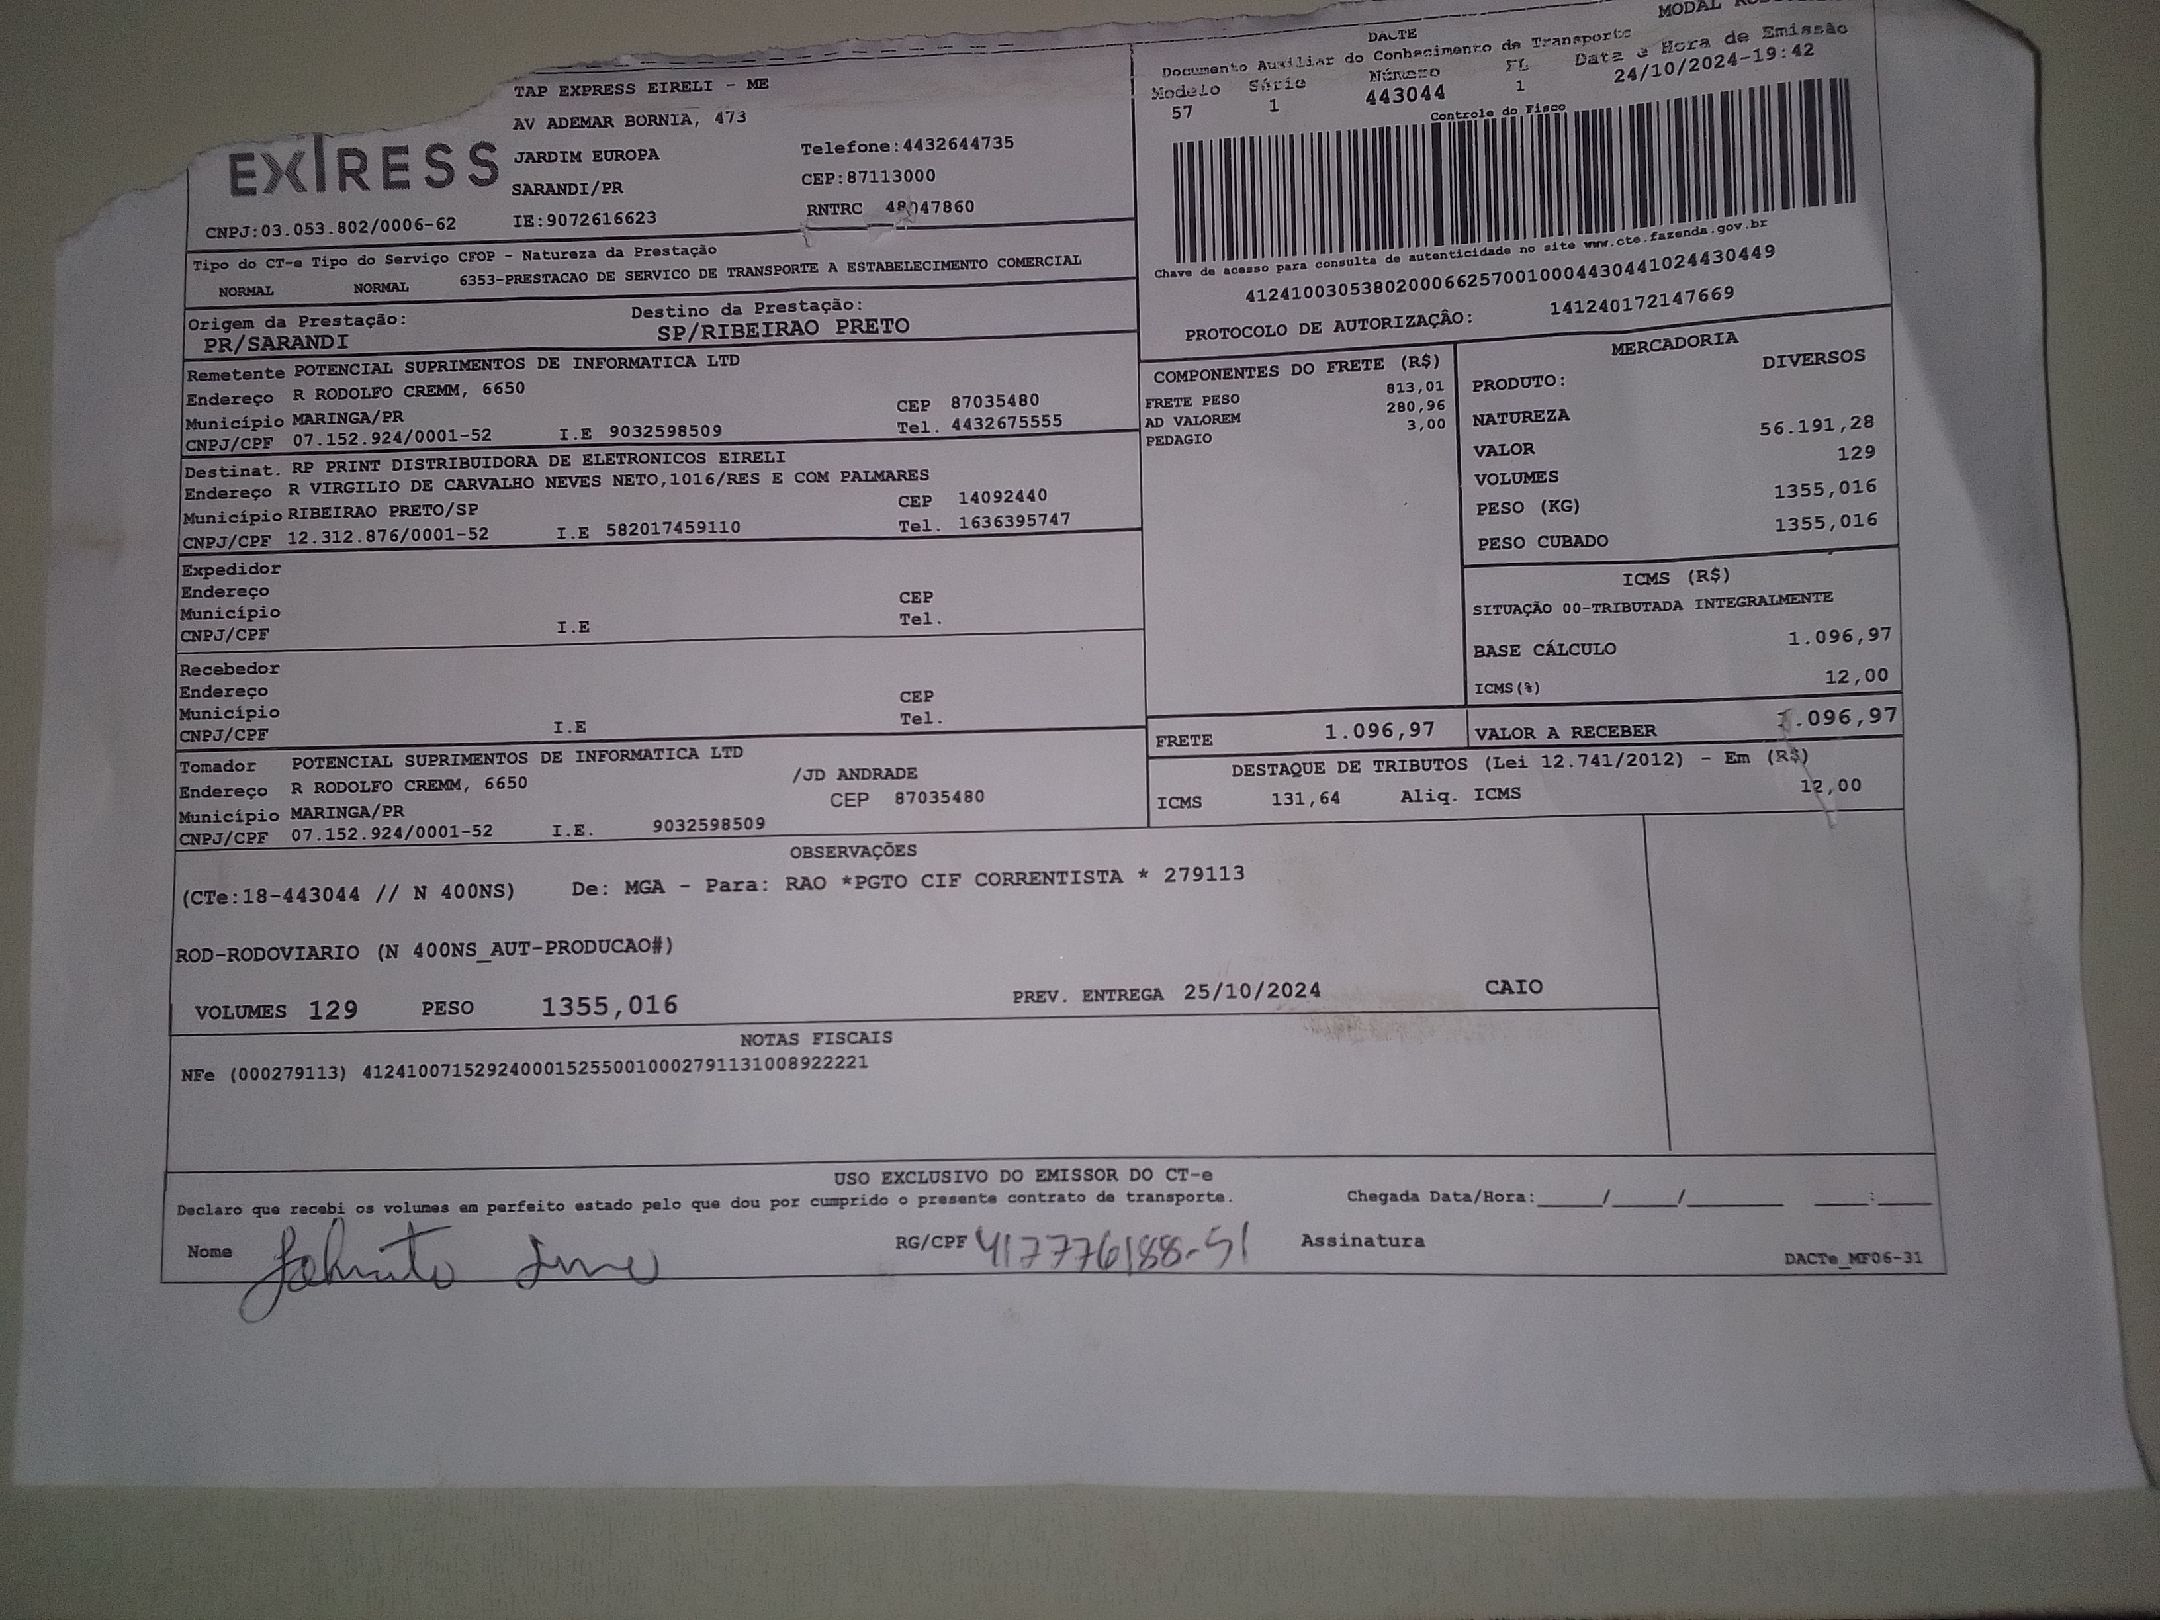 MODAL
DACTE
Documento Auxiliar do Conhecimento de Transporte
Modelo Série Número FL Data e Hora de Emissão
57 1 443044 1 24/10/2024-19:42
Controle do Fisco
Chave de acesso para consulta de autenticidade no site www.cte.fazenda.gov.br
41241003053802000662570010004430441024430449
PROTOCOLO DE AUTORIZAÇÂO: 141240172147669
TAP EXPRESS EIRELI - ME
AV ADEMAR BORNIA, 473
JARDIM EUROPA Telefone:4432644735
SARANDI/PR CEP:87113000
EXIRESS
CNPJ:03.053.802/0006-62 IE:9072616623 RNTRC 48047860
Tipo do CT-e Tipo do Serviço CFOP - Natureza da Prestação
NORMAL NORMAL 6353-PRESTACAO DE SERVICO DE TRANSPORTE A ESTABELECIMENTO COMERCIAL
Origem da Prestação: Destino da Prestação:
PR/SARANDI SP/RIBEIRAO PRETO
Remetente POTENCIAL SUPRIMENTOS DE INFORMATICA LTD
Endereço R RODOLFO CREMM, 6650
Município MARINGA/PR CEP 87035480
CNPJ/CPF 07.152.924/0001-52 I.E 9032598509 Tel. 4432675555
Destinat. RP PRINT DISTRIBUIDORA DE ELETRONICOS EIRELI
Endereço R VIRGILIO DE CARVALHO NEVES NETO,1016/RES E COM PALMARES
Município RIBEIRAO PRETO/SP CEP 14092440
CNPJ/CPF 12.312.876/0001-52 I.E 582017459110 Tel. 1636395747
Expedidor
Endereço
Município CEP
CNPJ/CPF I.E Tel.
Recebedor
Endereço
Município CEP
CNPJ/CPF I.E Tel.
Tomador POTENCIAL SUPRIMENTOS DE INFORMATICA LTD
Endereço R RODOLFO CREMM, 6650 /JD ANDRADE
Município MARINGA/PR CEP 87035480
CNPJ/CPF 07.152.924/0001-52 I.E. 9032598509
COMPONENTES DO FRETE (R$)
FRETE PESO 813,01
AD VALOREM 280,96
PEDAGIO 3,00
MERCADORIA
PRODUTO: DIVERSOS
NATUREZA
VALOR 56.191,28
VOLUMES 129
PESO (KG) 1355,016
PESO CUBADO 1355,016
ICMS (R$)
SITUAÇÃO 00-TRIBUTADA INTEGRALMENTE
BASE CÁLCULO 1.096,97
ICMS(%) 12,00
FRETE 1.096,97 VALOR A RECEBER 1.096,97
DESTAQUE DE TRIBUTOS (Lei 12.741/2012) - Em (R$)
ICMS 131,64 Aliq. ICMS 12,00
OBSERVAÇÕES
(CTe:18-443044 // N 400NS) De: MGA - Para: RAO *PGTO CIF CORRENTISTA * 279113
ROD-RODOVIARIO (N 400NS_AUT-PRODUCAO#)
VOLUMES 129 PESO 1355,016 PREV. ENTREGA 25/10/2024 CAIO
NOTAS FISCAIS
NFe (000279113) 41241007152924000152550010002791131008922221
USO EXCLUSIVO DO EMISSOR DO CT-e
Declaro que recebi os volumes em perfeito estado pelo que dou por cumprido o presente contrato de transporte. Chegada Data/Hora:_____/_____/_______ ____:____
Nome RG/CPF 417776188-51 Assinatura
DACTe_MF06-31